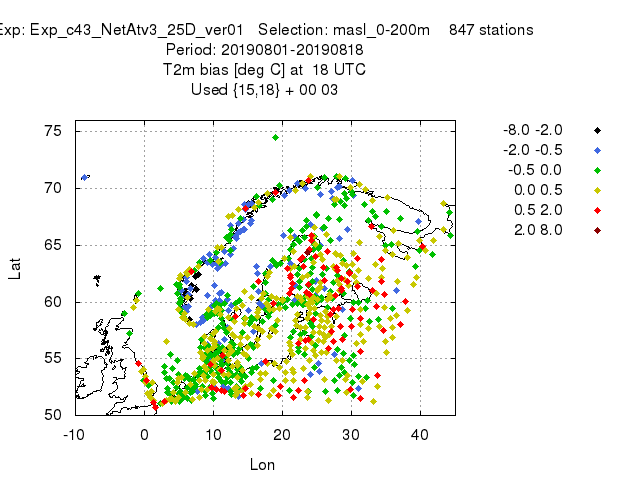 Exp: Exp_c43_NetAtv3_25D_ver01 Selection: masl_0-200m 847 stations
Period: 20190801-20190818
T2m bias [deg C] at 18 UTC
Used {15,18} + 00 03
75
70
65
60
55
50
-10 0 10 20 30 40
Lat
Lon
-8.0 -2.0
-2.0 -0.5
-0.5 0.0
0.0 0.5
0.5 2.0
2.0 8.0